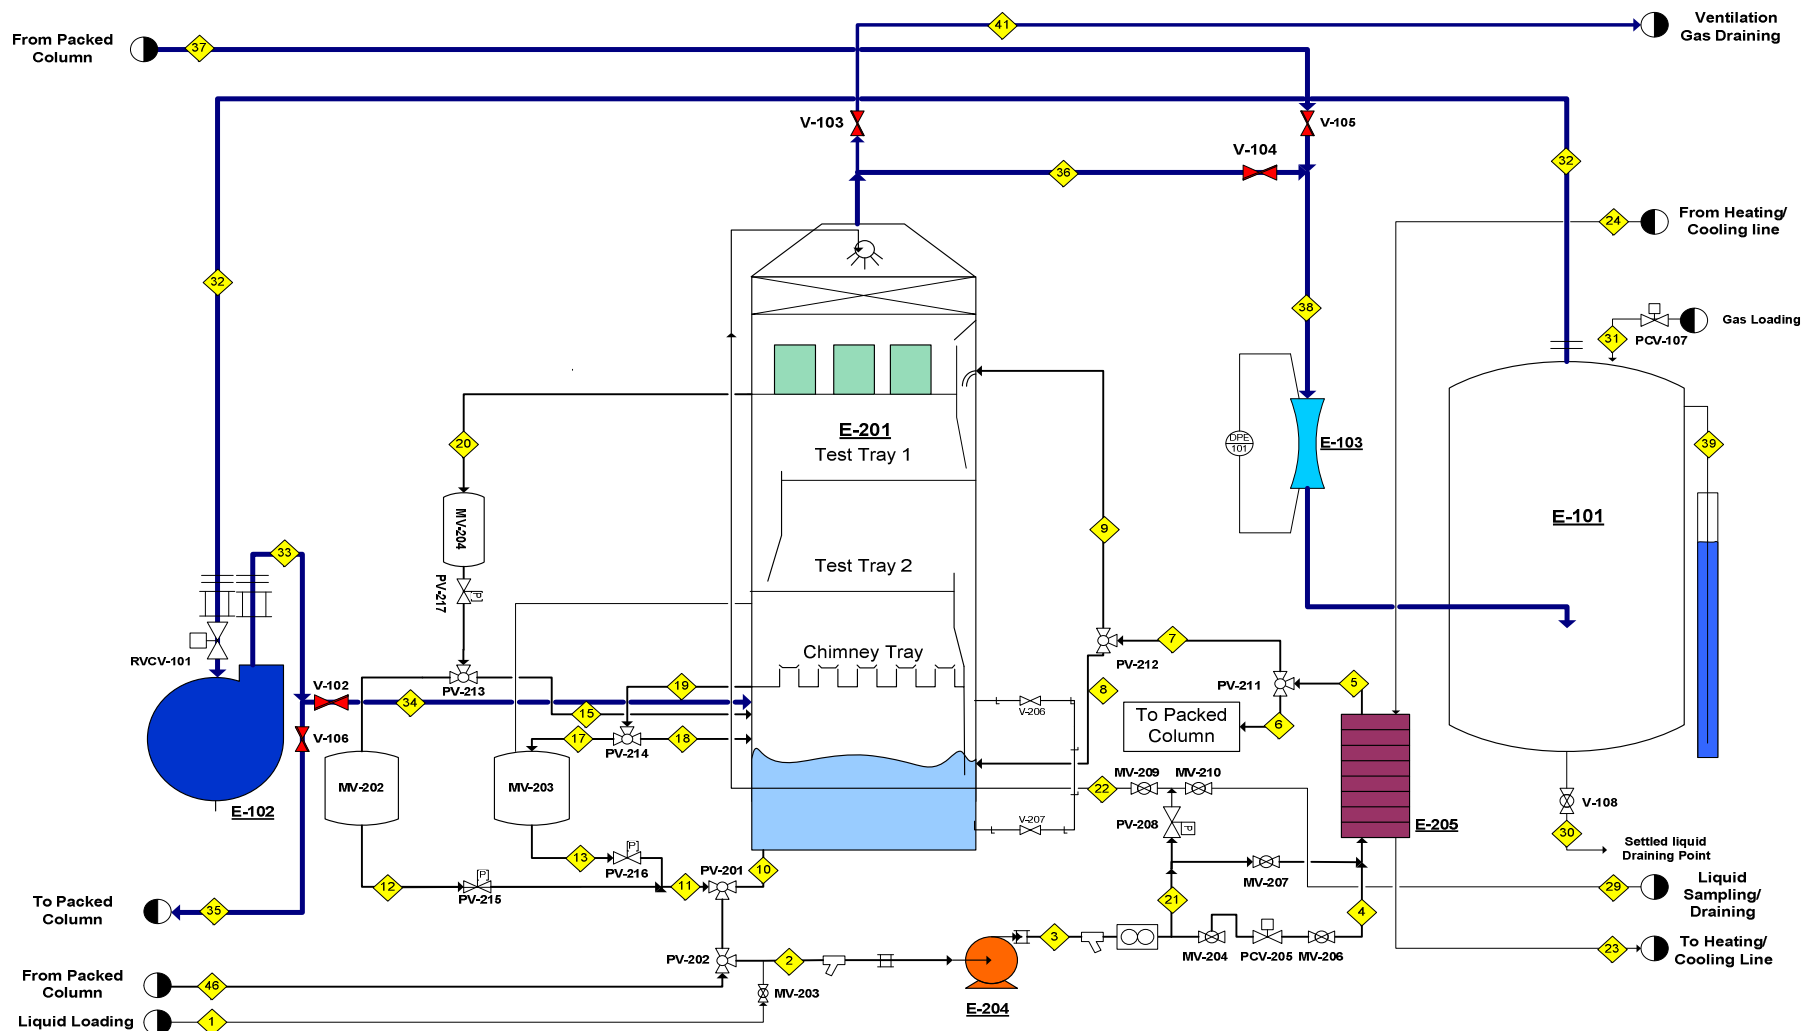 41
Ventilation
Gas Draining
From Packed
Column
37
V-103
V-105
V-104
36
32
24
From Heating/
Cooling line
32
38
31
PCV-107
Gas Loading
E-201
Test Tray 1
20
DPE
101
E-103
39
MV-204
9
E-101
33
PV-217
[P]
Test Tray 2
RVCV-101
PV-213
Chimney Tray
7
PV-212
V-102
34
19
8
PV-211
5
15
V-206
To Packed
Column
6
V-106
17
PV-214
18
MV-202
MV-203
22
MV-209
MV-210
V-108
E-102
V-207
PV-208
P
E-205
30
Settled liquid
Draining Point
13
[P]
PV-216
PV-201
10
MV-207
12
[P]
PV-215
11
29
Liquid
Sampling/
Draining
To Packed
Column
35
21
4
3
MV-204
PCV-205
MV-206
23
To Heating/
Cooling Line
PV-202
2
From Packed
Column
46
MV-203
E-204
Liquid Loading
1